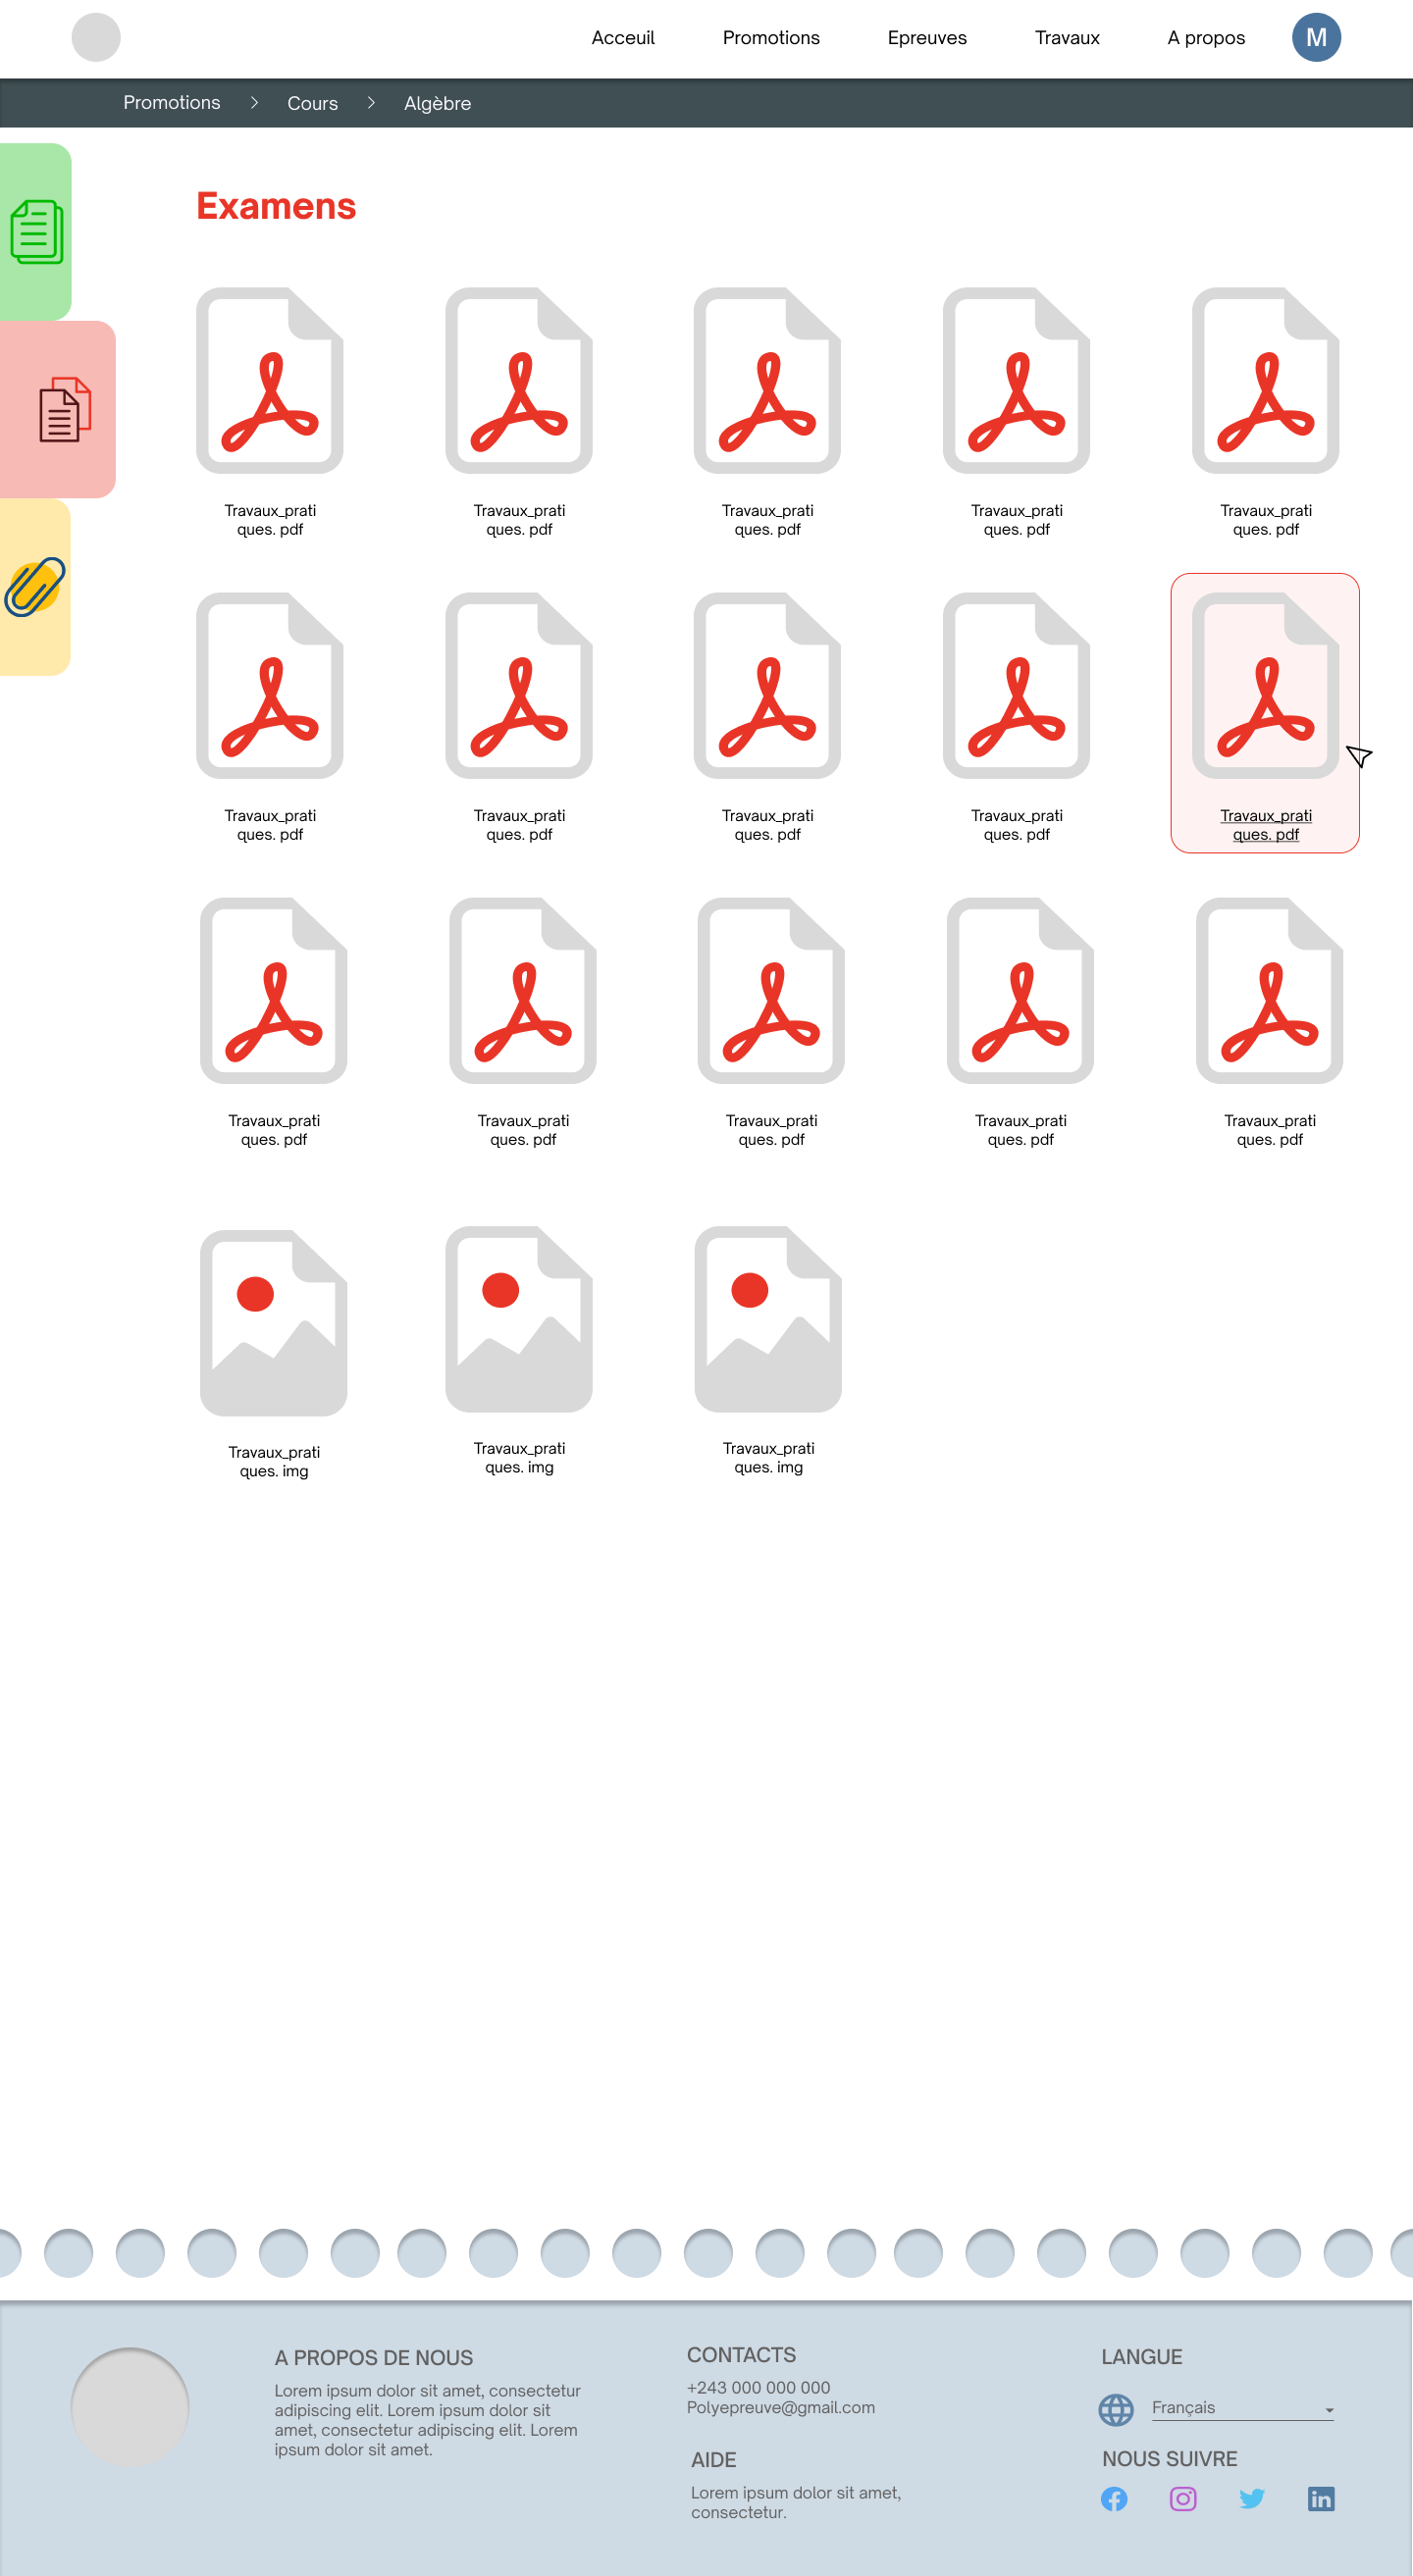 Acceuil Promotions Epreuves Travaux A propos M
Promotions > Cours > Algèbre
Examens
Travaux_prati
ques. pdf
Travaux_prati
ques. pdf
Travaux_prati
ques. pdf
Travaux_prati
ques. pdf
Travaux_prati
ques. pdf
Travaux_prati
ques. pdf
Travaux_prati
ques. pdf
Travaux_prati
ques. pdf
Travaux_prati
ques. pdf
Travaux_prati
ques. pdf
Travaux_prati
ques. pdf
Travaux_prati
ques. pdf
Travaux_prati
ques. pdf
Travaux_prati
ques. pdf
Travaux_prati
ques. pdf
Travaux_prati
ques. img
Travaux_prati
ques. img
Travaux_prati
ques. img
A PROPOS DE NOUS
Lorem ipsum dolor sit amet, consectetur
adipiscing elit. Lorem ipsum dolor sit
amet, consectetur adipiscing elit. Lorem
ipsum dolor sit amet.
CONTACTS
+243 000 000 000
Polyepreuve@gmail.com
AIDE
Lorem ipsum dolor sit amet,
consectetur.
LANGUE
Français
NOUS SUIVRE